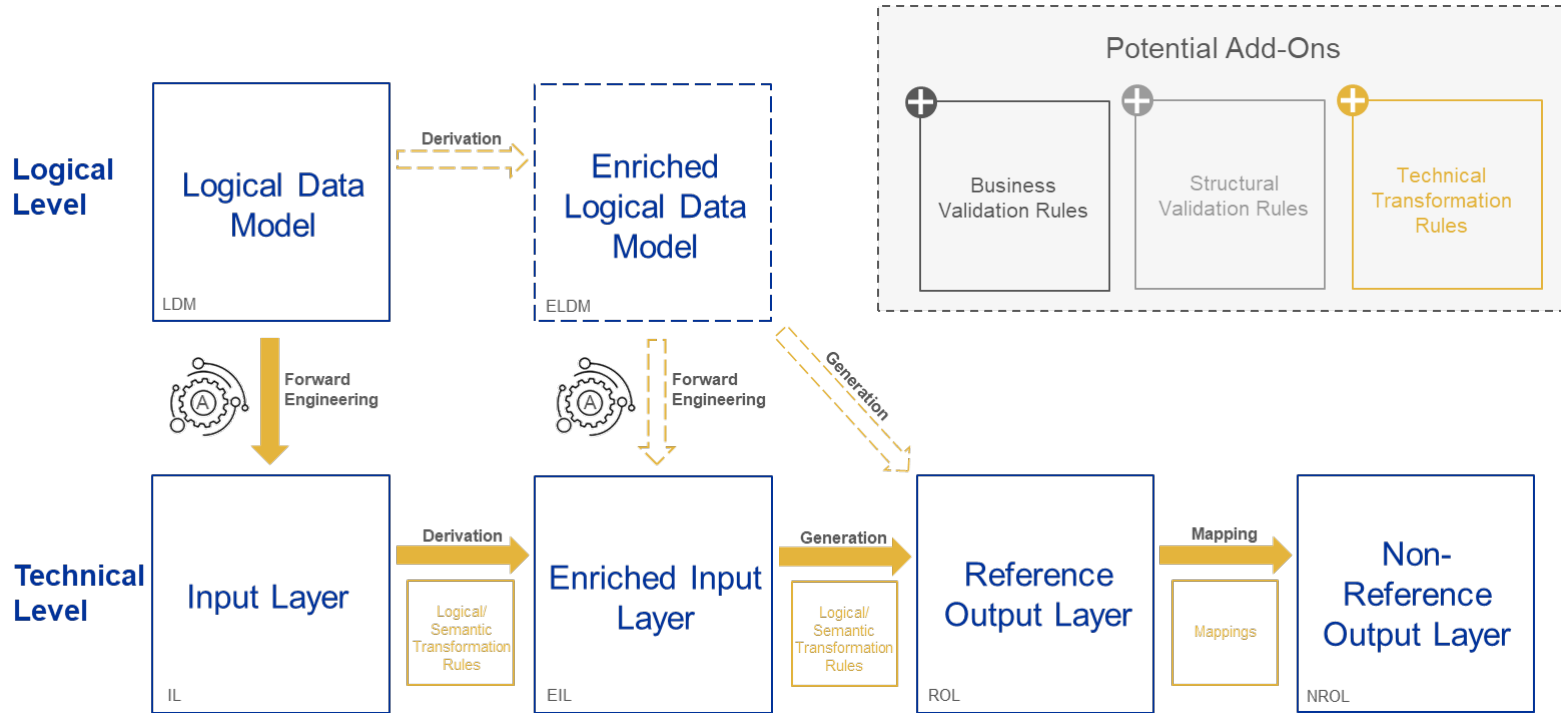 Potential Add-Ons
Logical
Level
Logical Data
Model
LDM
Derivation
Enriched
Logical Data
Model
ELDM
Business
Validation Rules
Structural
Validation Rules
Technical
Transformation
Rules
A
Forward
Engineering
A
Forward
Engineering
Generation
Technical
Level
Input Layer
IL
Derivation
Logical/
Semantic
Transformation
Rules
Enriched Input
Layer
EIL
Generation
Logical/
Semantic
Transformation
Rules
Reference
Output Layer
ROL
Mapping
Mappings
Non-
Reference
Output Layer
NROL